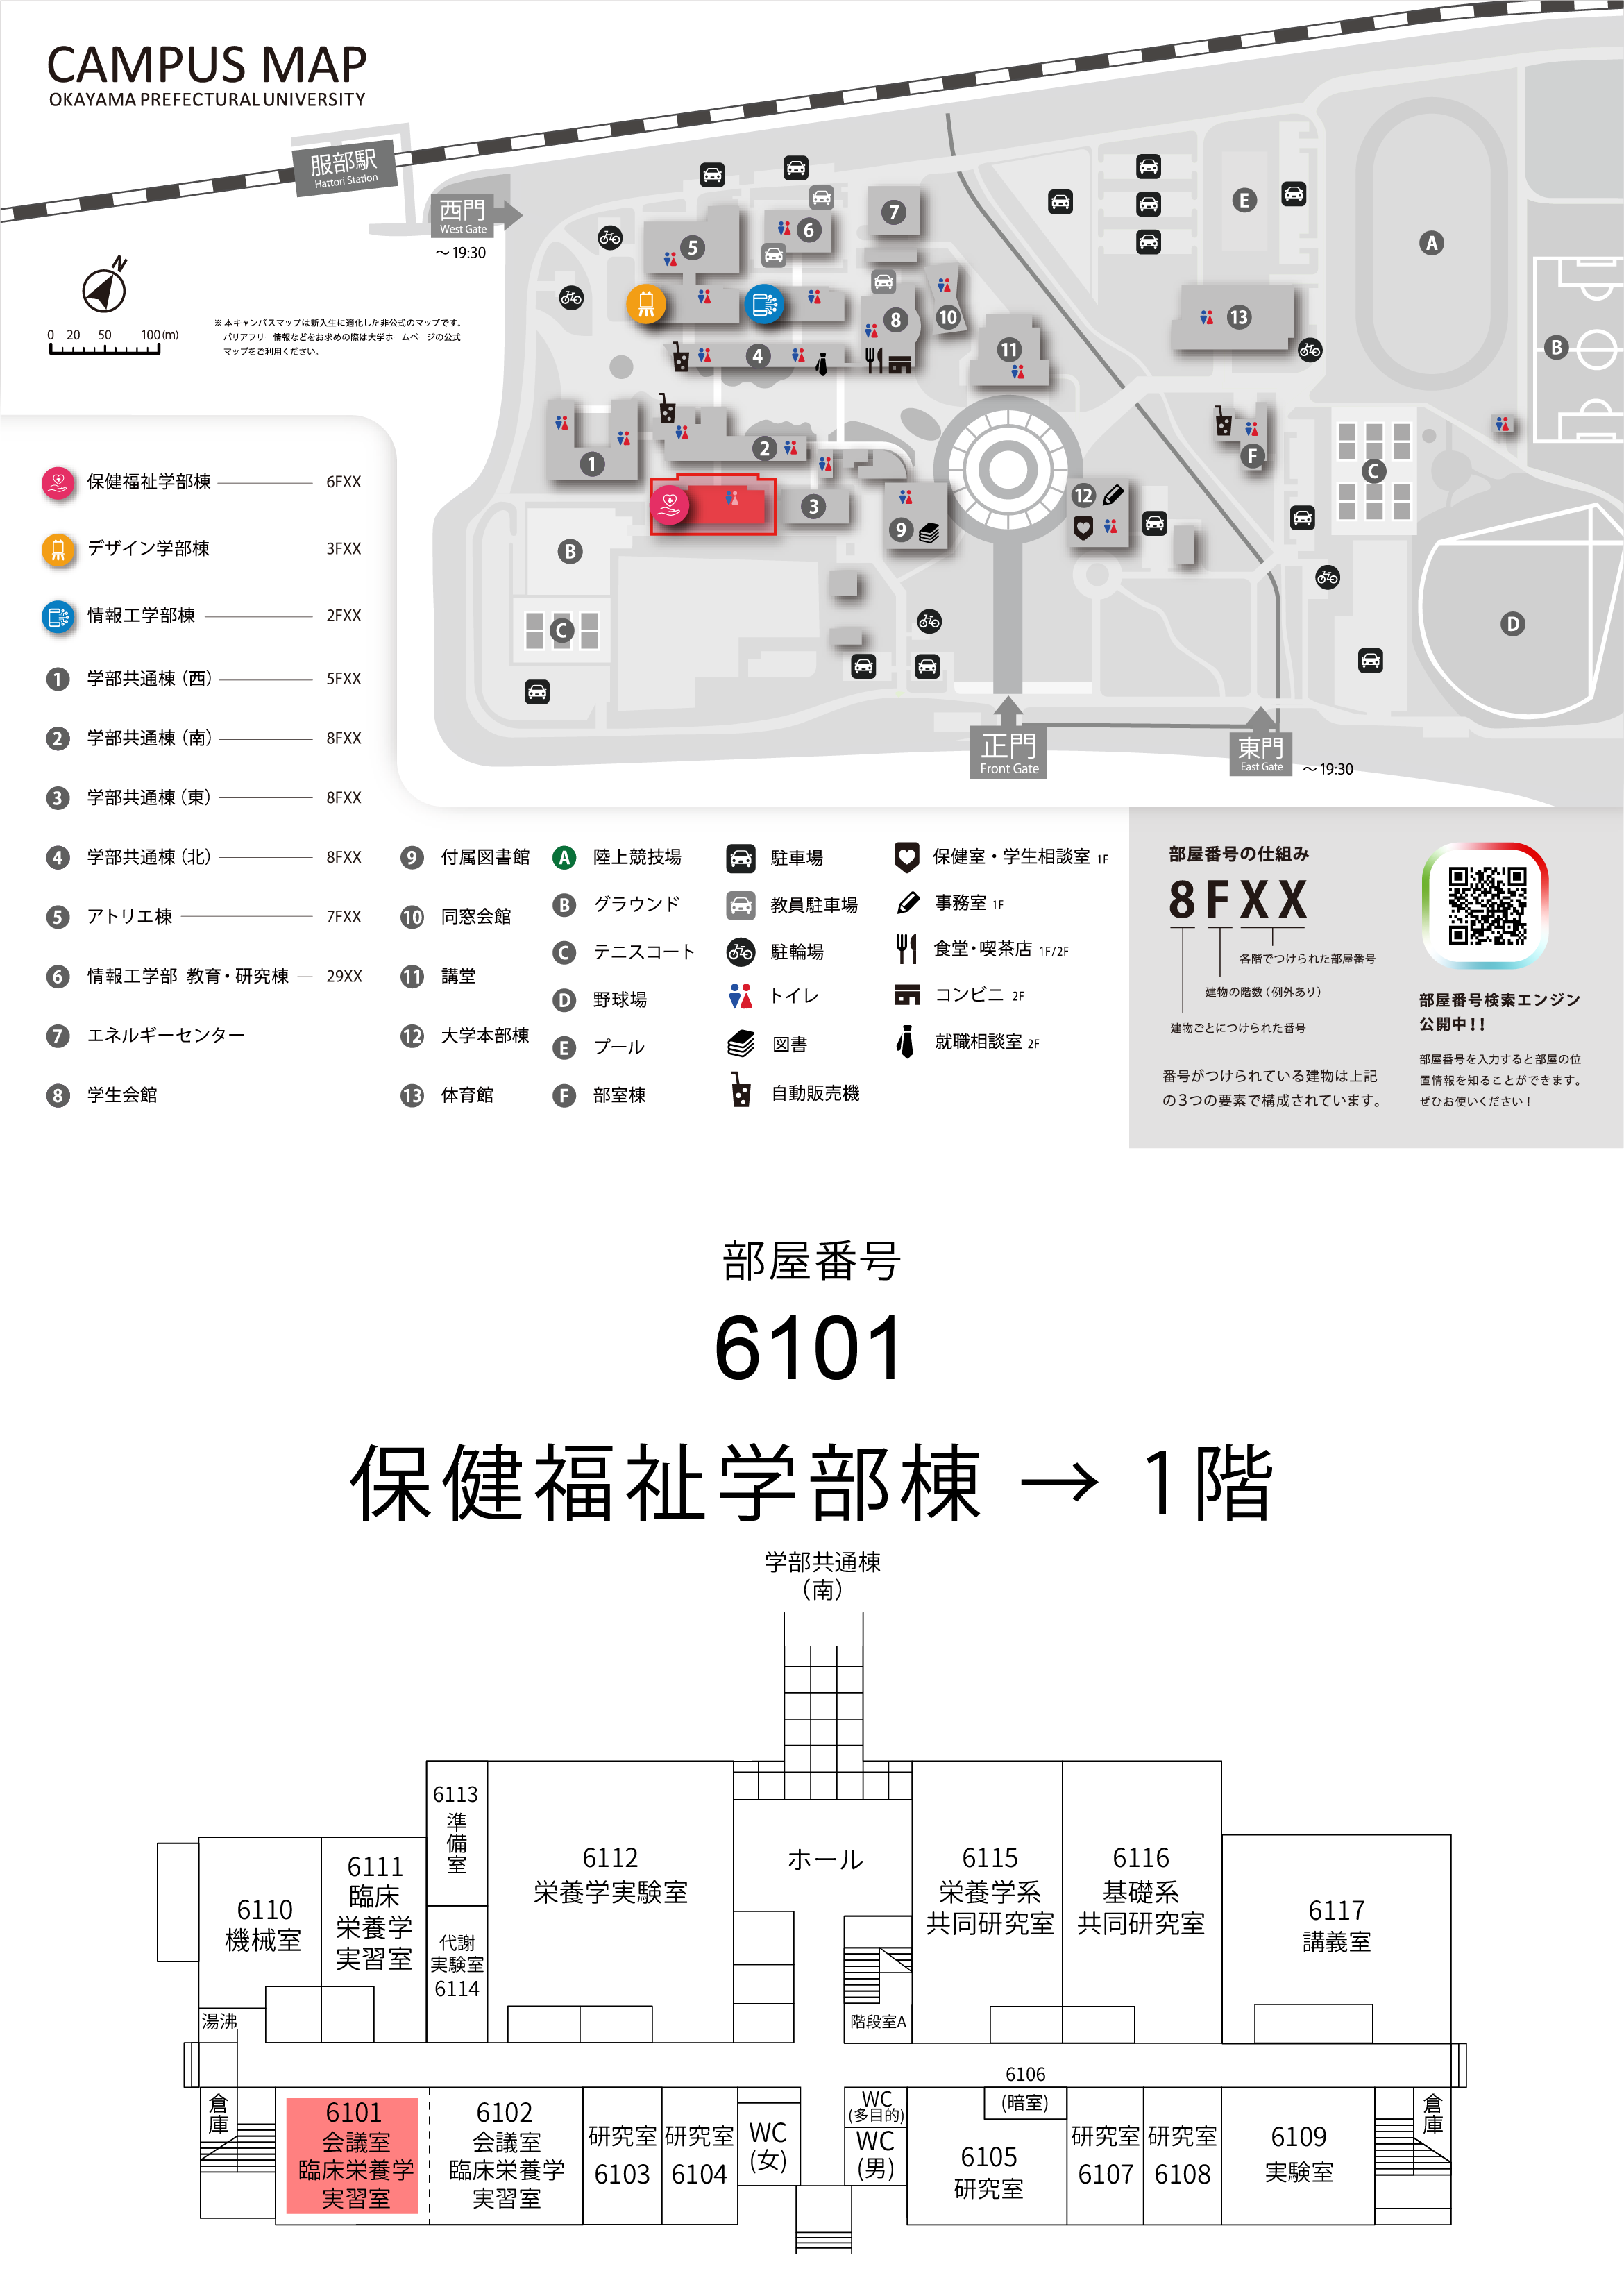 CAMPUS MAP
OKAYAMA PREFECTURAL UNIVERSITY
服部駅
Hattori Station
西門
West Gate
～19:30
N
0 20 50 100(m)
※ 本キャンパスマップは新入生に適化した非公式のマップです。
バリアフリー情報などをお求めの際は大学ホームページの公式
マップをご利用ください。
5
6
7
8
10
4
11
13
E
A
B
1
2
3
9
12
F
C
B
C
D
正門
Front Gate
東門
East Gate
～19:30
保健福祉学部棟 6FXX
デザイン学部棟 3FXX
情報工学部棟 2FXX
1 学部共通棟（西） 5FXX
2 学部共通棟（南） 8FXX
3 学部共通棟（東） 8FXX
4 学部共通棟（北） 8FXX
5 アトリエ棟 7FXX
6 情報工学部 教育・研究棟 29XX
7 エネルギーセンター
8 学生会館
9 付属図書館
10 同窓会館
11 講堂
12 大学本部棟
13 体育館
A 陸上競技場
B グラウンド
C テニスコート
D 野球場
E プール
F 部室棟
駐車場
教員駐車場
駐輪場
トイレ
図書
自動販売機
保健室・学生相談室 1F
事務室 1F
食堂・喫茶店 1F/2F
コンビニ 2F
就職相談室 2F
部屋番号の仕組み
8FXX
各階でつけられた部屋番号
建物の階数（例外あり）
建物ごとにつけられた番号
番号がつけられている建物は上記
の３つの要素で構成されています。
部屋番号検索エンジン
公開中！！
部屋番号を入力すると部屋の位
置情報を知ることができます。
ぜひお使いください！
部屋番号
6101
保健福祉学部棟 → 1階
学部共通棟
（南）
6113
準備室
6110
機械室
6111
臨床
栄養学
実習室
代謝
実験室
6114
6112
栄養学実験室
ホール
階段室A
6115
栄養学系
共同研究室
6116
基礎系
共同研究室
6117
講義室
湯沸
倉庫
6101
会議室
臨床栄養学
実習室
6102
会議室
臨床栄養学
実習室
研究室
6103
研究室
6104
WC
(女)
WC
(多目的)
WC
(男)
6106
(暗室)
6105
研究室
研究室
6107
研究室
6108
6109
実験室
倉庫